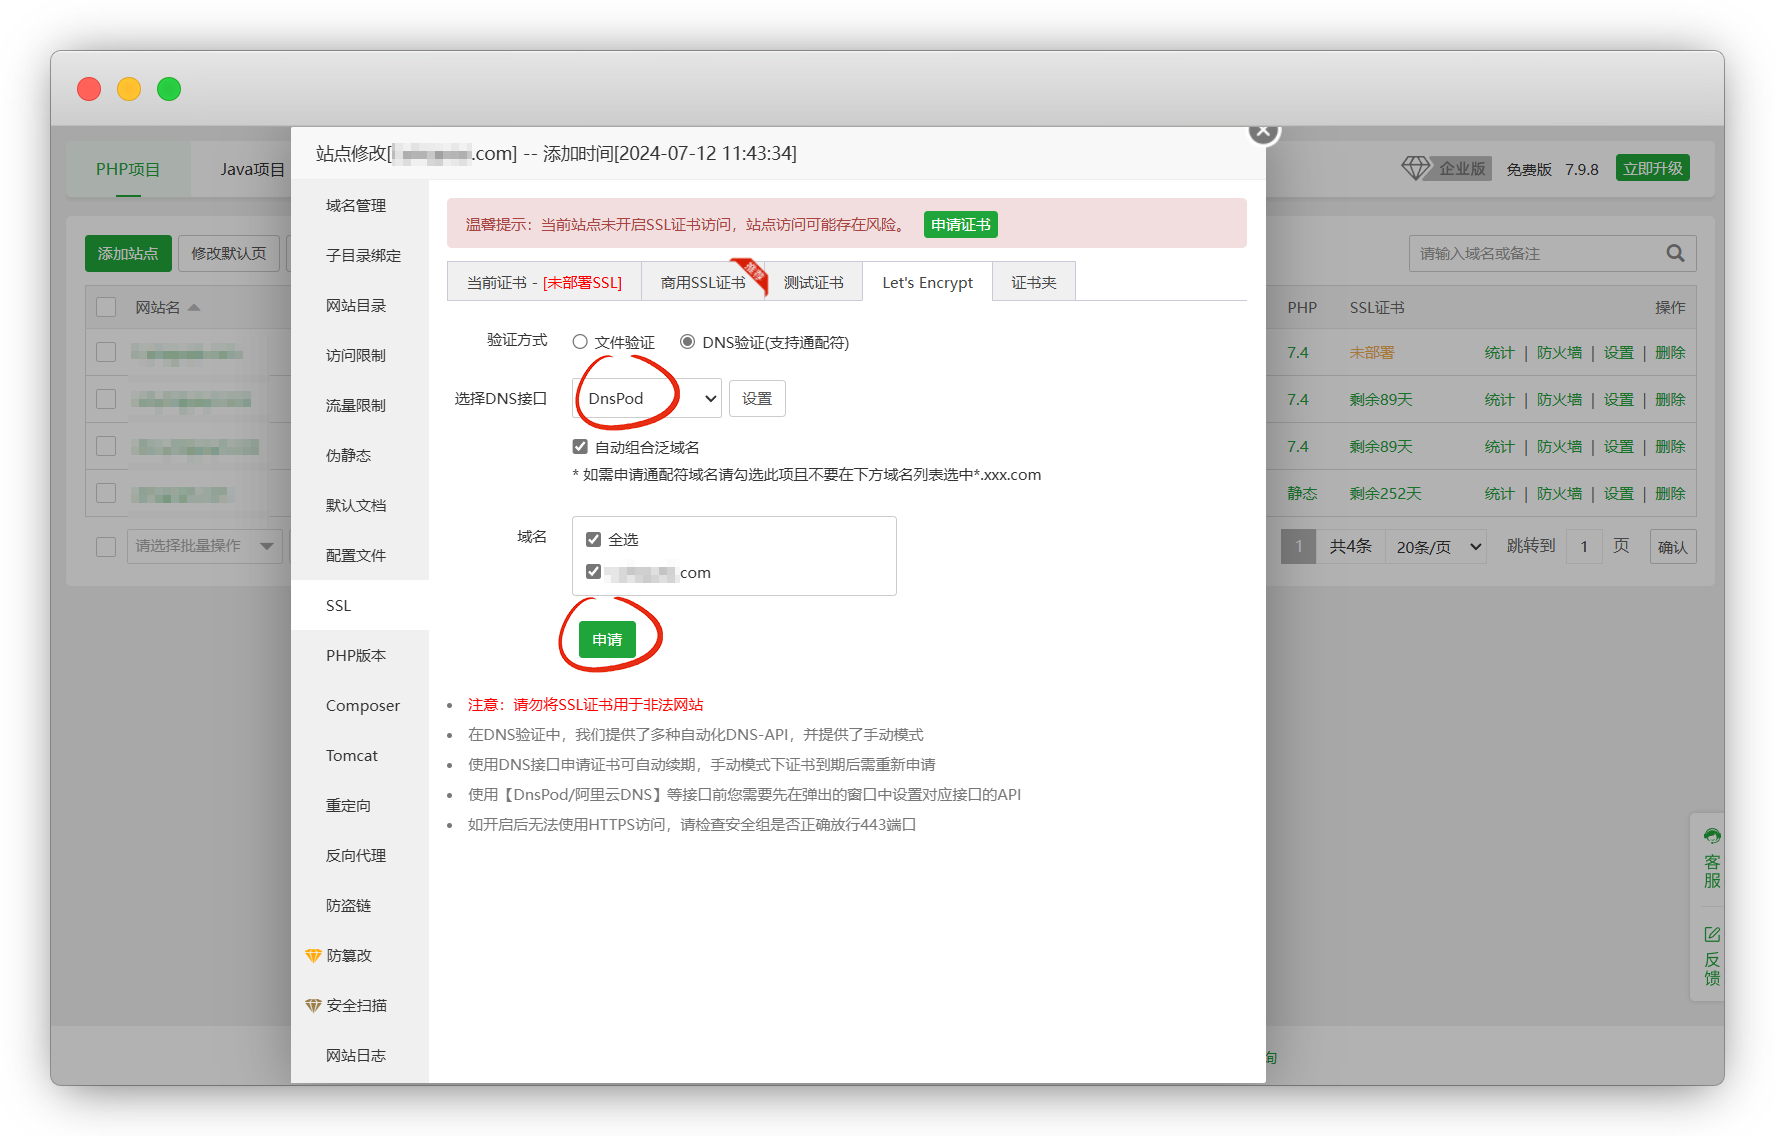 站点修改[.com] -- 添加时间[2024-07-12 11:43:34]
PHP项目
Java项目
企业版
免费版 7.9.8
立即升级
添加站点
修改默认页
请输入域名或备注
网站名
PHP
SSL证书
操作
7.4
未部署
统计 | 防火墙 | 设置 | 删除
7.4
剩余89天
统计 | 防火墙 | 设置 | 删除
7.4
剩余89天
统计 | 防火墙 | 设置 | 删除
静态
剩余252天
统计 | 防火墙 | 设置 | 删除
请选择批量操作
1
共4条
20条/页
跳转到
1
页
确认
域名管理
子目录绑定
网站目录
访问限制
流量限制
伪静态
默认文档
配置文件
SSL
PHP版本
Composer
Tomcat
重定向
反向代理
防盗链
防篡改
安全扫描
网站日志
温馨提示：当前站点未开启SSL证书访问，站点访问可能存在风险。
申请证书
当前证书 - [未部署SSL]
商用SSL证书
推荐
测试证书
Let's Encrypt
证书夹
验证方式
文件验证
DNS验证(支持通配符)
选择DNS接口
DnsPod
设置
自动组合泛域名
* 如需申请通配符域名请勾选此项目不要在下方域名列表选中*.xxx.com
域名
全选
com
申请
注意：请勿将SSL证书用于非法网站
在DNS验证中，我们提供了多种自动化DNS-API，并提供了手动模式
使用DNS接口申请证书可自动续期，手动模式下证书到期后需重新申请
使用【DnsPod/阿里云DNS】等接口前您需要先在弹出的窗口中设置对应接口的API
如开启后无法使用HTTPS访问，请检查安全组是否正确放行443端口
客服
反馈
询